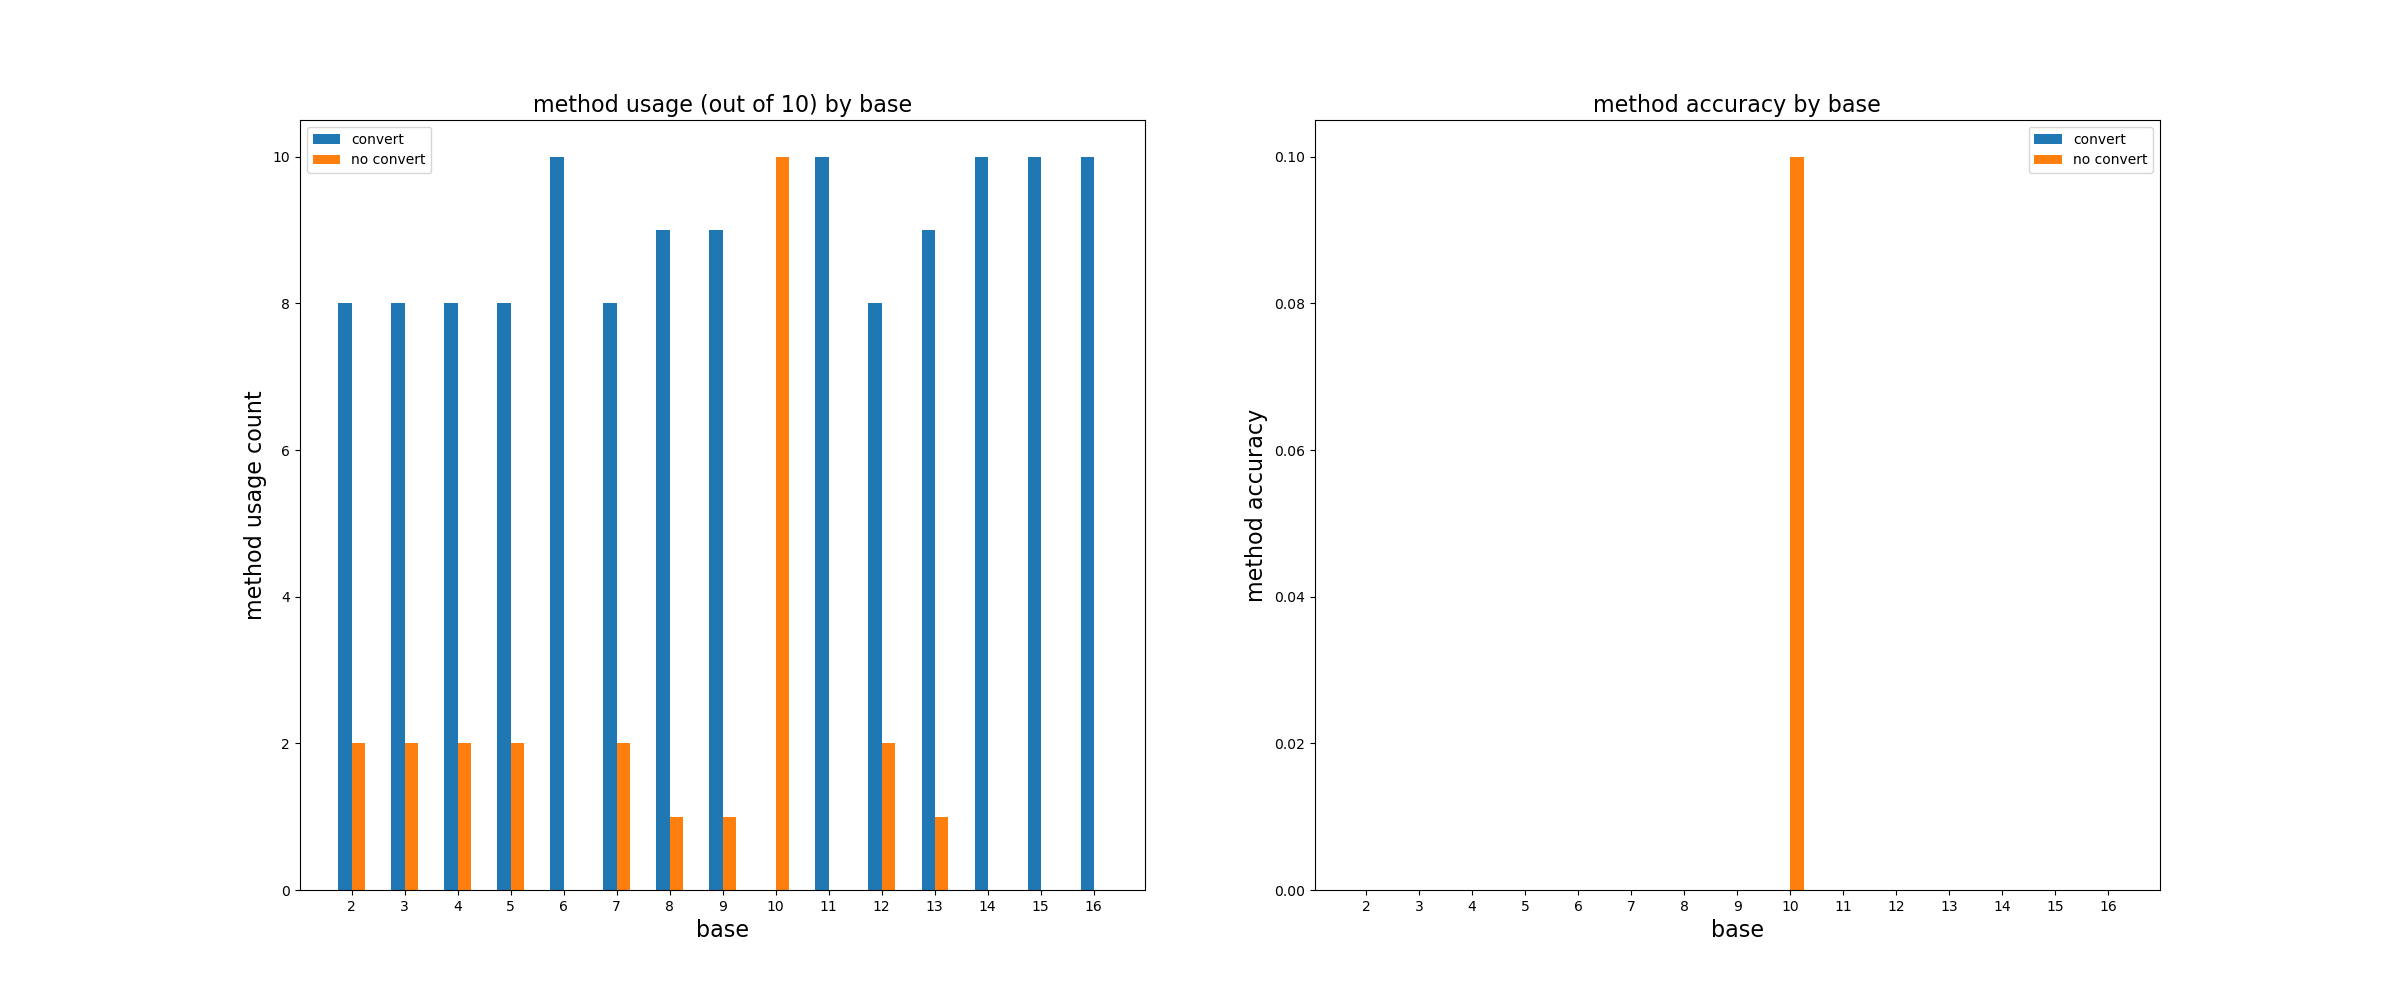 method usage (out of 10) by base
convert
no convert
method usage count
10
8
6
4
2
0
2 3 4 5 6 7 8 9 10 11 12 13 14 15 16
base
method accuracy by base
convert
no convert
method accuracy
0.10
0.08
0.06
0.04
0.02
0.00
2 3 4 5 6 7 8 9 10 11 12 13 14 15 16
base